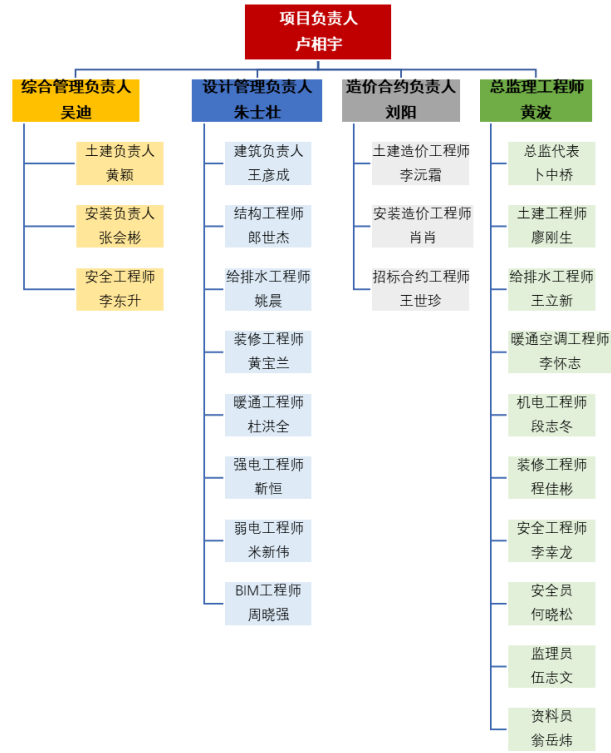 项目负责人
卢相宇
综合管理负责人
吴迪
土建负责人
黄颖
安装负责人
张会彬
安全工程师
李东升
设计管理负责人
朱士壮
建筑负责人
王彦成
结构工程师
郎世杰
给排水工程师
姚晨
装修工程师
黄宝兰
暖通工程师
杜洪全
强电工程师
靳恒
弱电工程师
米新伟
BIM工程师
周晓强
造价合约负责人
刘阳
土建造价工程师
李沅霜
安装造价工程师
肖肖
招标合约工程师
王世珍
总监理工程师
黄波
总监代表
卜中桥
土建工程师
廖刚生
给排水工程师
王立新
暖通空调工程师
李怀志
机电工程师
段志冬
装修工程师
程佳彬
安全工程师
李幸龙
安全员
何晓松
监理员
伍志文
资料员
翁岳炜